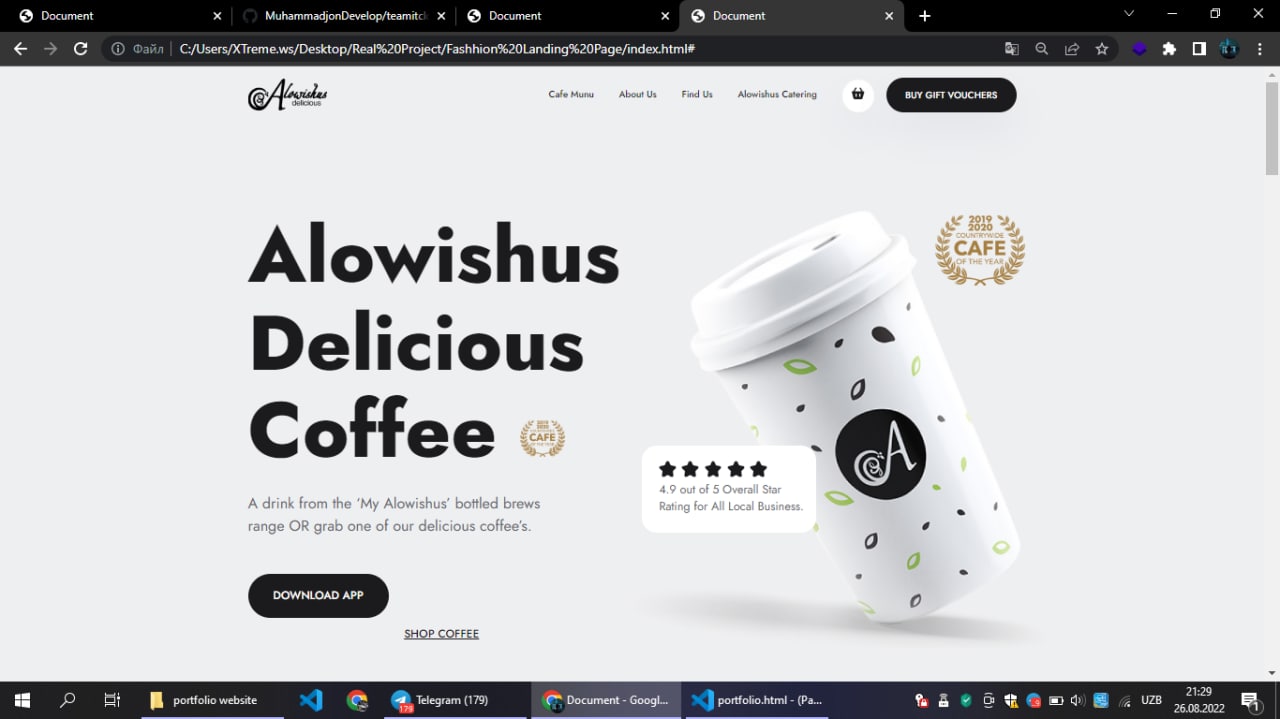 Document
MuhammadjonDevelop/teamitc
Document
Document
Файл
C:/Users/XTreme.ws/Desktop/Real%20Project/Fashhion%20Landing%20Page/index.html#
Alowishus
delicious
Cafe Munu
About Us
Find Us
Alowishus Catering
BUY GIFT VOUCHERS
Alowishus
Delicious
Coffee
2019
2020
COUNTRYWIDE
CAFE
OF THE YEAR
2019
2020
CAFE
A
4.9 out of 5 Overall Star
Rating for All Local Business.
A drink from the ‘My Alowishus’ bottled brews
range OR grab one of our delicious coffee’s.
DOWNLOAD APP
SHOP COFFEE
portfolio website
179
Telegram (179)
Document - Googl...
portfolio.html - (Pa...
UZB
21:29
26.08.2022
1